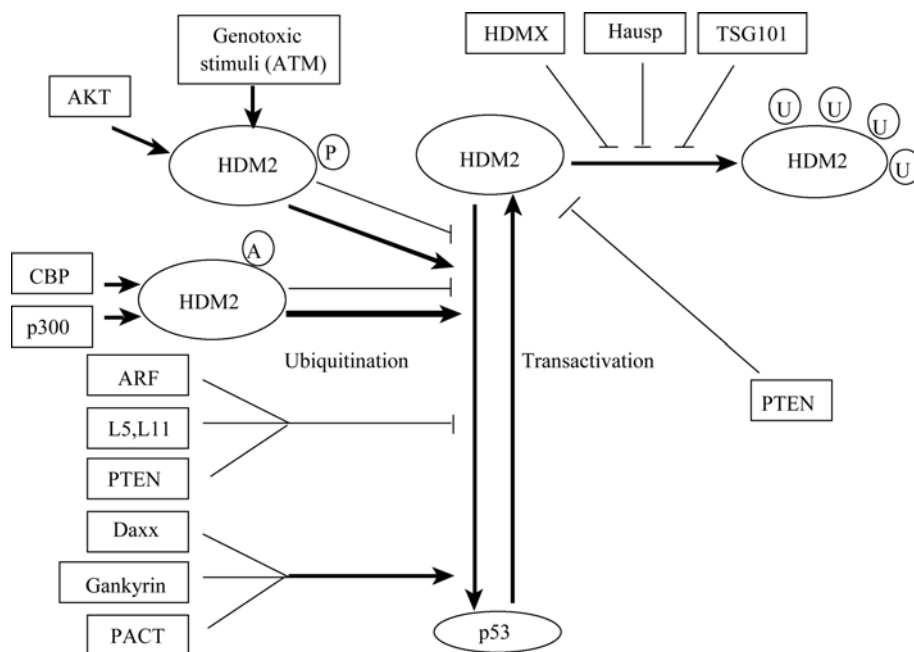 Genotoxic
stimuli (ATM)
HDMX
Hausp
TSG101
AKT
HDM2
P
HDM2
HDM2
U
U
U
U
CBP
p300
HDM2
A
Ubiquitination
Transactivation
ARF
L5,L11
PTEN
PTEN
Daxx
Gankyrin
PACT
p53